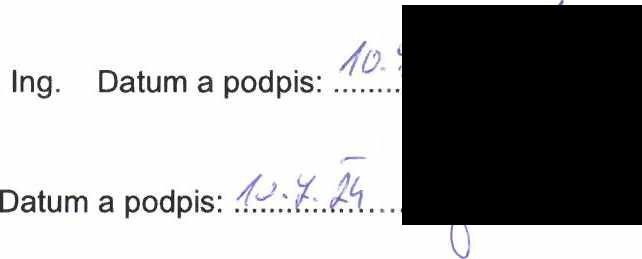 Ing. Datum a podpis: 10.
Datum a podpis: 10.7.24